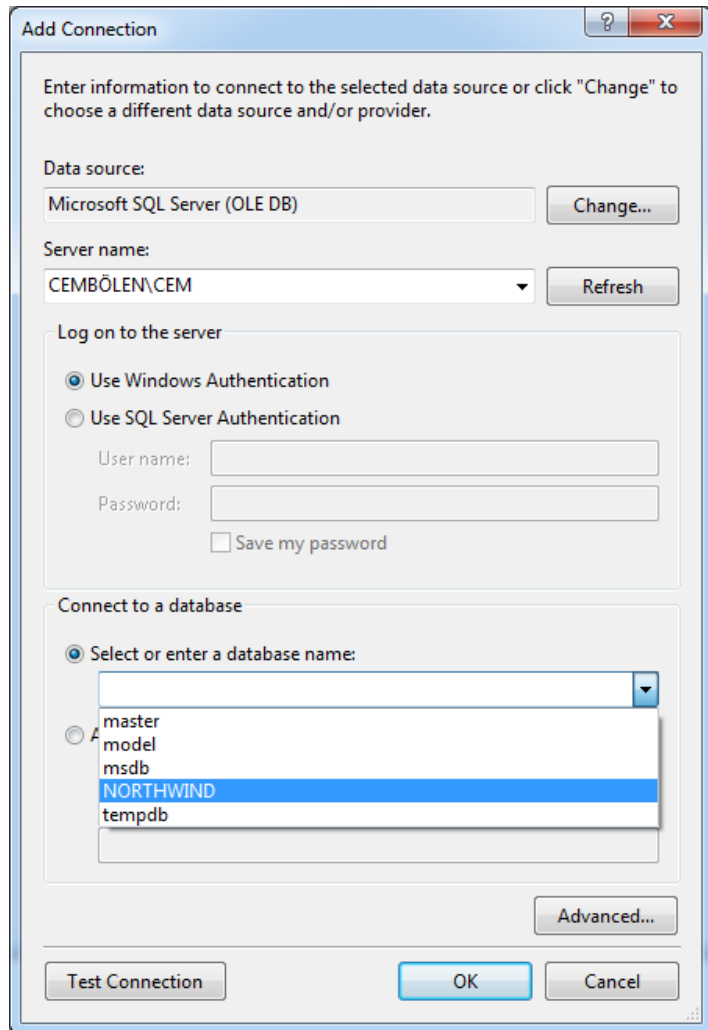 Add Connection
?
Enter information to connect to the selected data source or click "Change" to
choose a different data source and/or provider.
Data source:
Microsoft SQL Server (OLE DB)
Change...
Server name:
CEMBÖLEN\CEM
Refresh
Log on to the server
Use Windows Authentication
Use SQL Server Authentication
User name:
Password:
Save my password
Connect to a database
Select or enter a database name:
master
model
msdb
NORTHWIND
tempdb
Advanced...
Test Connection
OK
Cancel